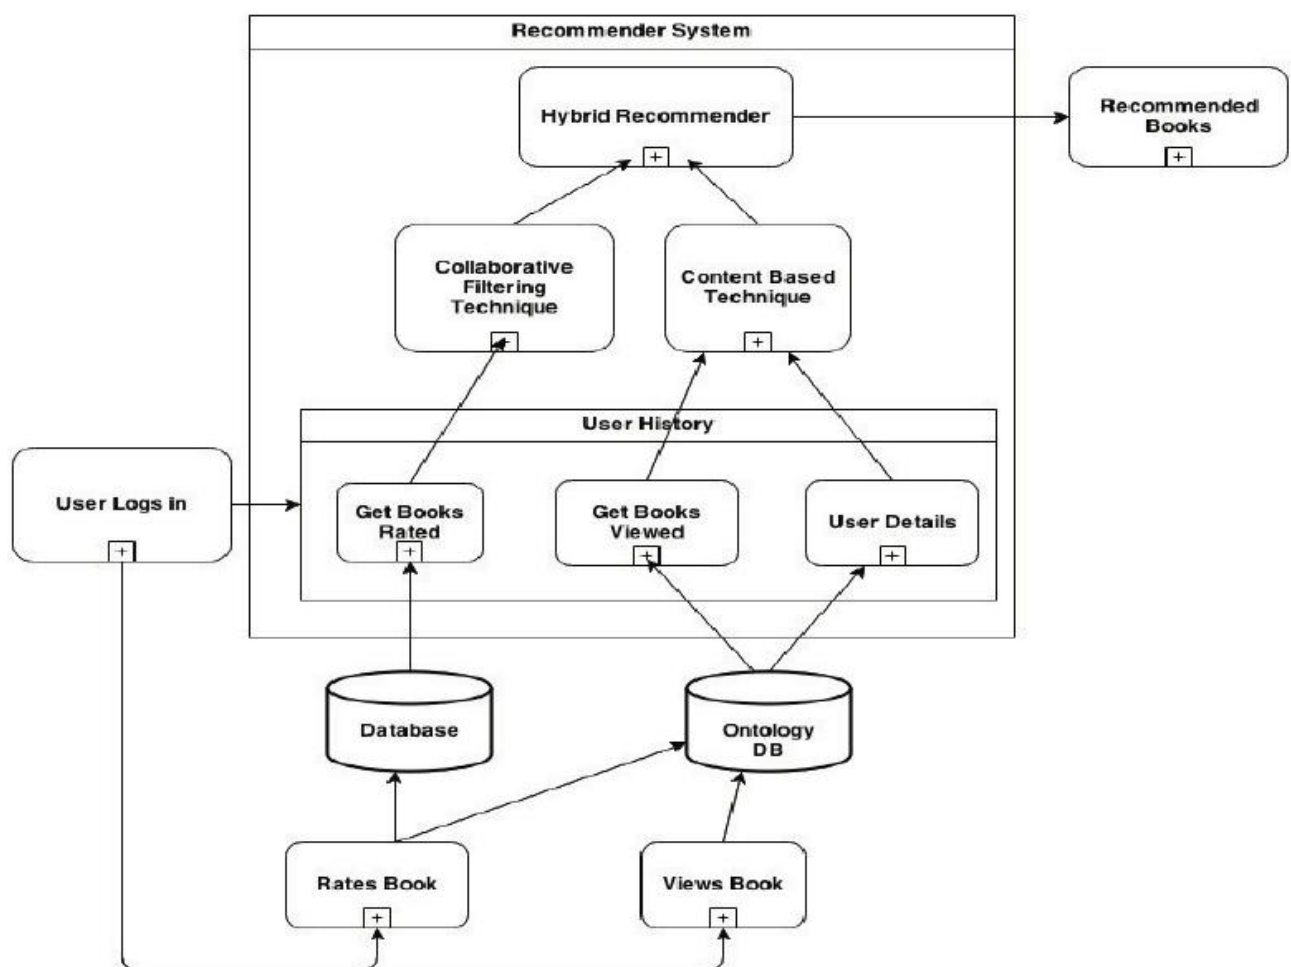 Recommender System
Hybrid Recommender
Recommended
Books
Collaborative
Filtering
Technique
Content Based
Technique
User History
User Logs in
Get Books
Rated
Get Books
Viewed
User Details
Database
Ontology
DB
Rates Book
Views Book